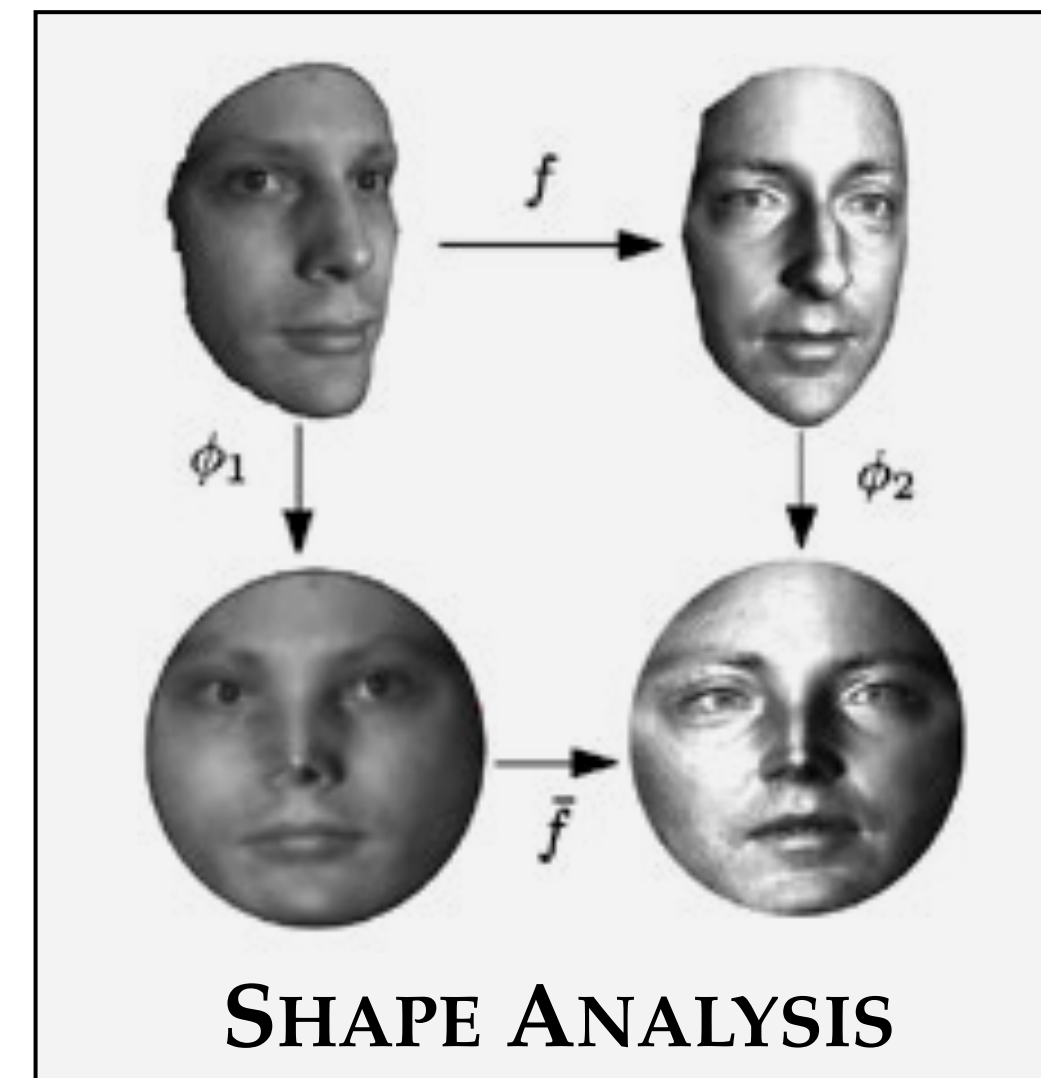 f
ϕ₁
ϕ₂
f̄
SHAPE ANALYSIS